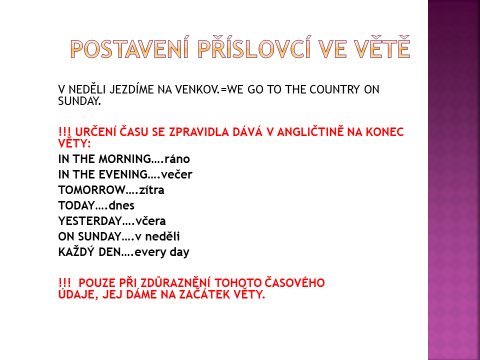 POSTAVENÍ PŘÍSLOVCÍ VE VĚTĚ
V NEDĚLI JEZDÍME NA VENKOV.=WE GO TO THE COUNTRY ON
SUNDAY.
!!! URČENÍ ČASU SE ZPRAVIDLA DÁVÁ V ANGLIČTINĚ NA KONEC
VĚTY:
IN THE MORNING....ráno
IN THE EVENING....večer
TOMORROW....zítra
TODAY....dnes
YESTERDAY....včera
ON SUNDAY....v neděli
KAŽDÝ DEN....every day
!!! POUZE PŘI ZDŮRAZNĚNÍ TOHOTO ČASOVÉHO
ÚDAJE, JEJ DÁME NA ZAČÁTEK VĚTY.